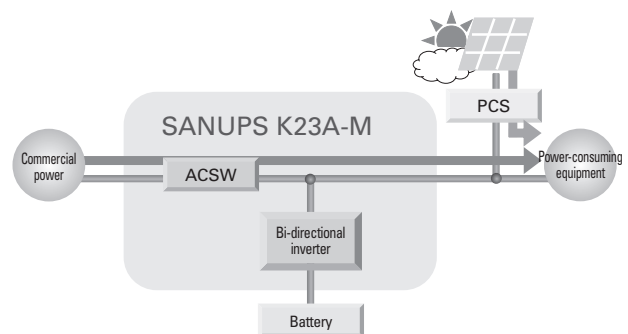 PCS
SANUPS K23A-M
Commercial
power
ACSW
Power-consuming
equipment
Bi-directional
inverter
Battery